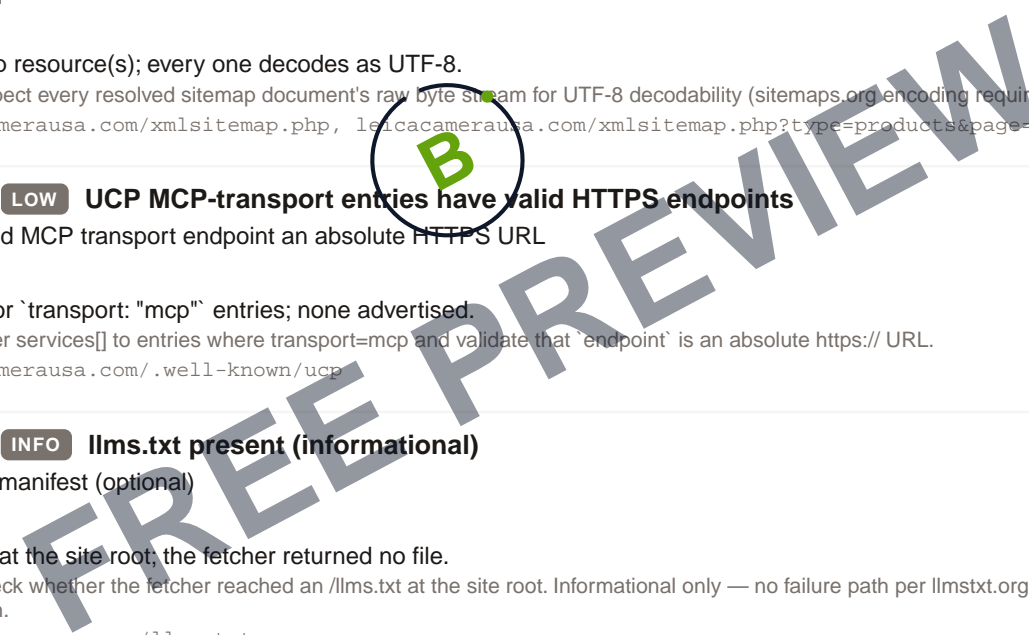 o resource(s); every one decodes as UTF-8.
pect every resolved sitemap document's raw byte stream for UTF-8 decodability (sitemaps.org encoding requir
merausa.com/xmlsitemap.php, leicacamerausa.com/xmlsitemap.php?type=products&page=
B
LOW UCP MCP-transport entries have valid HTTPS endpoints
d MCP transport endpoint an absolute HTTPS URL
or `transport: "mcp"` entries; none advertised.
er services[] to entries where transport=mcp and validate that `endpoint` is an absolute https:// URL.
merausa.com/.well-known/ucp
INFO llms.txt present (informational)
manifest (optional)
at the site root; the fetcher returned no file.
eck whether the fetcher reached an /llms.txt at the site root. Informational only — no failure path per llmstxt.org
n.
FREE PREVIEW